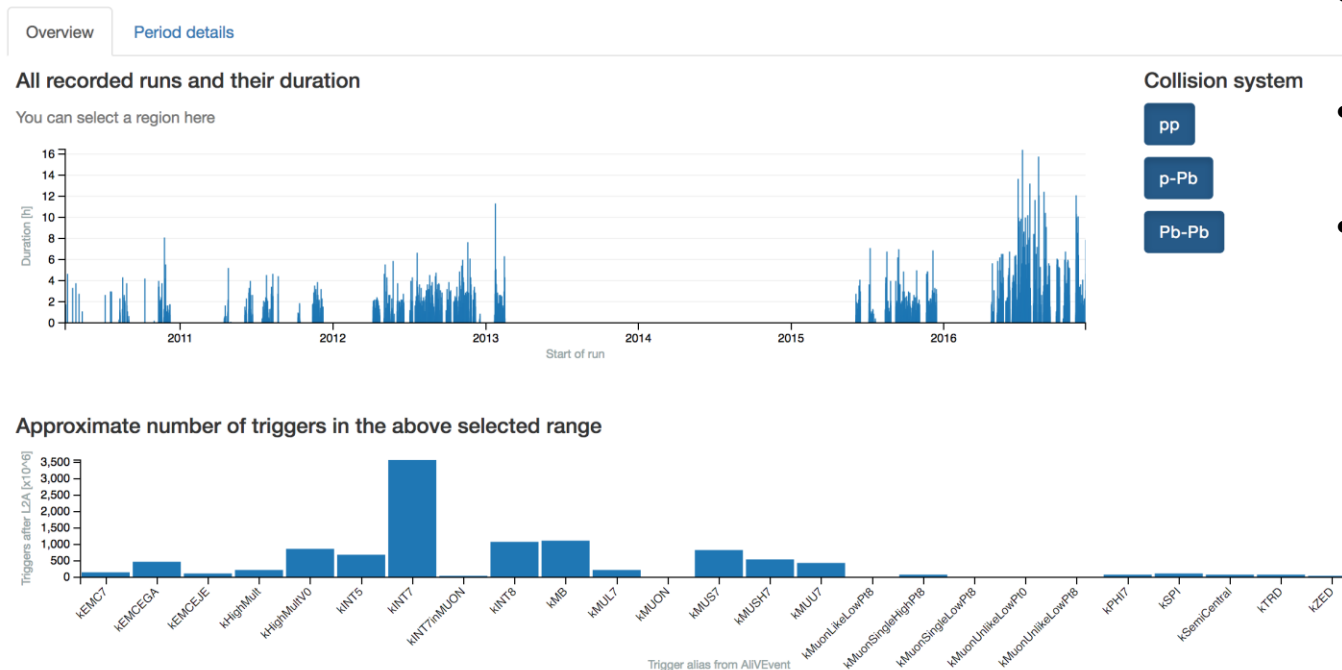 Overview
Period details
All recorded runs and their duration
Collision system
You can select a region here
pp
p-Pb
Pb-Pb
Duration [h]
16
14
12
10
8
6
4
2
0
2011
2012
2013
2014
2015
2016
Start of run
Approximate number of triggers in the above selected range
Triggers after L2A [x10^6]
3,500
3,000
2,500
2,000
1,500
1,000
500
0
kEMC7
kEMCEGA
kEMCEJE
kHighMult
kHighMultV0
kINT5
kINT7
kINT7inMUON
kINT8
kMB
kMUL7
kMUON
kMUS7
kMUSH7
kMUU7
kMuonLikeLowPt8
kMuonSingleHighPt8
kMuonSingleLowPt8
kMuonUnlikeLowPt0
kMuonUnlikeLowPt8
kPHI7
kSPI
kSemiCentral
kTRD
kZED
Trigger alias from AliVEvent